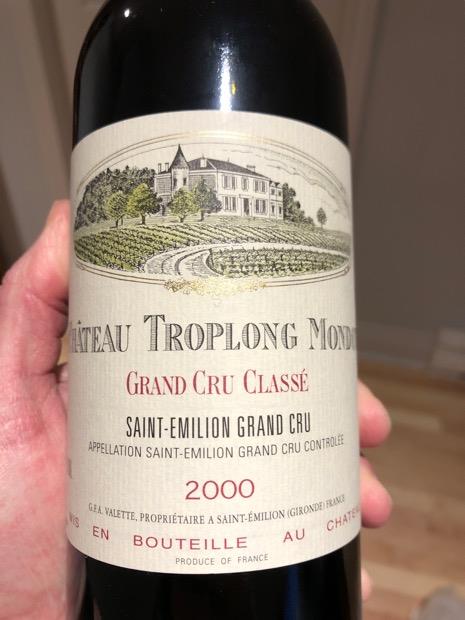 TROPLONG
GRAND CRU CLASSÉ
SAINT-EMILION GRAND CRU
APPELLATION SAINT-EMILION GRAND CRU CONTROLÉE
2000
G.F.A. VALETTE, PROPRIÉTAIRE A SAINT-ÉMILION (GIRONDE) FRANCE
MIS EN BOUTEILLE AU
PRODUCE OF FRANCE